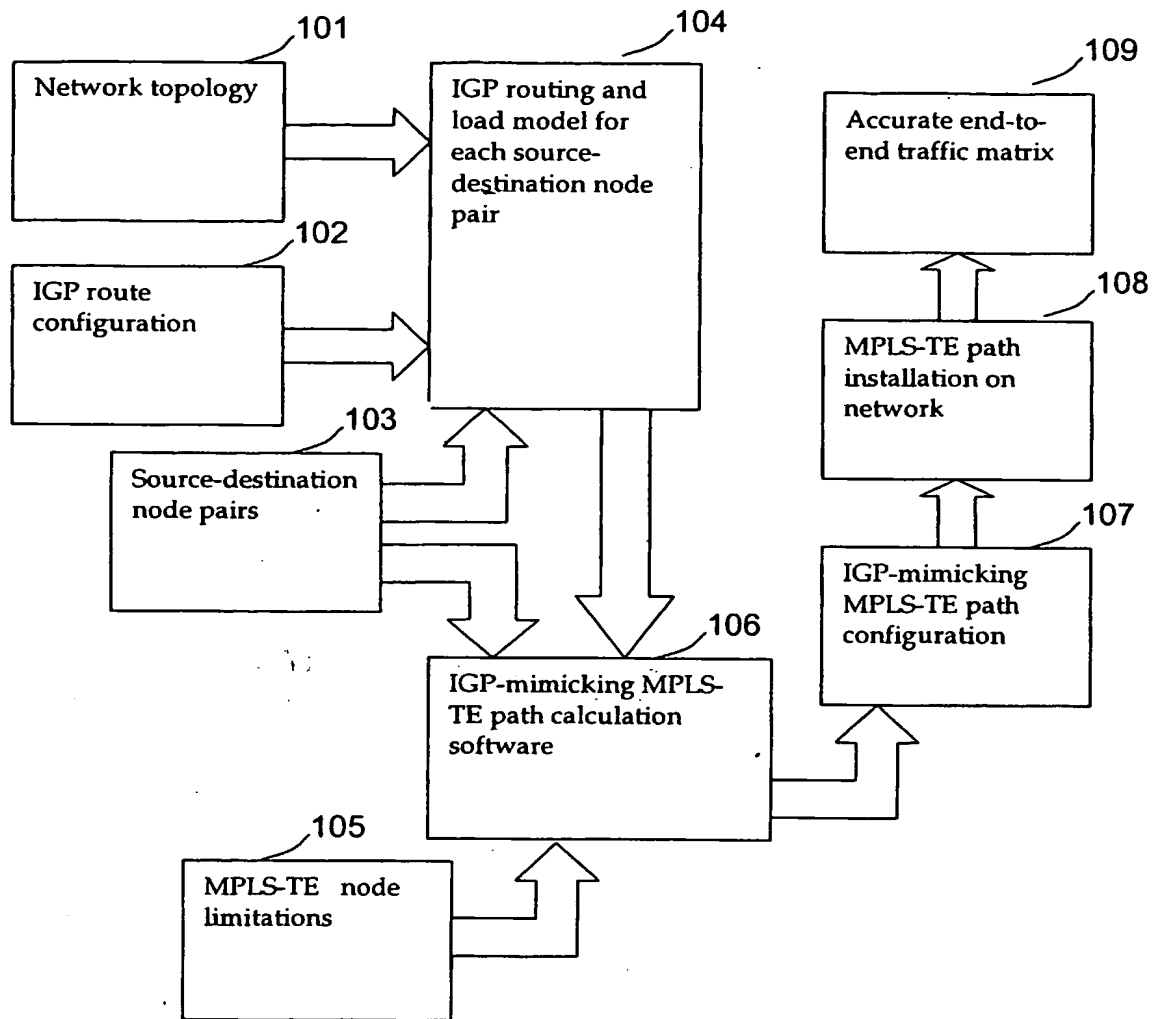 101
Network topology
102
IGP route
configuration
103
Source-destination
node pairs
104
IGP routing and
load model for
each source-
destination node
pair
105
MPLS-TE node
limitations
106
IGP-mimicking MPLS-
TE path calculation
software
107
IGP-mimicking
MPLS-TE path
configuration
108
MPLS-TE path
installation on
network
109
Accurate end-to-
end traffic matrix